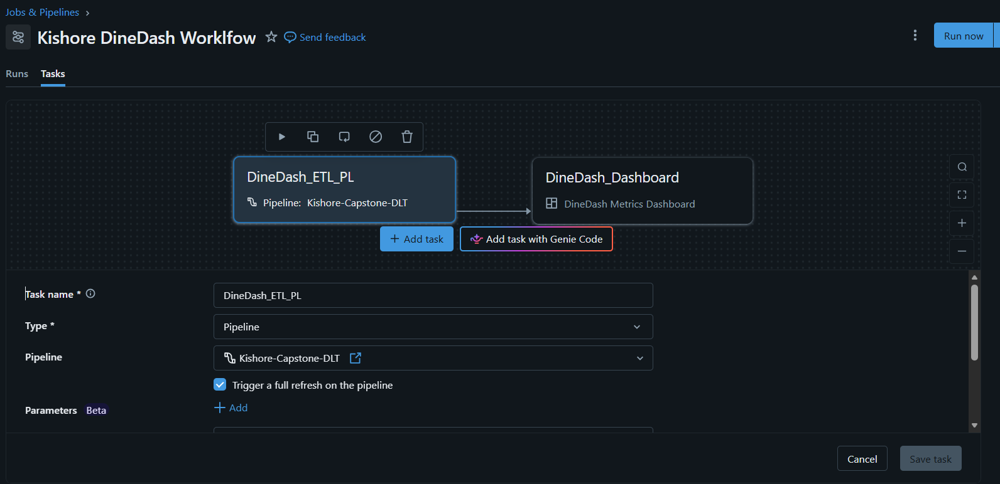 Jobs & Pipelines ›
Kishore DineDash Worklfow
Send feedback
Run now
Runs Tasks
DineDash_ETL_PL
Pipeline: Kishore-Capstone-DLT
DineDash_Dashboard
DineDash Metrics Dashboard
+ Add task
Add task with Genie Code
Task name *
DineDash_ETL_PL
Type *
Pipeline
Pipeline
Kishore-Capstone-DLT
Trigger a full refresh on the pipeline
Parameters Beta
+ Add
Cancel
Save task